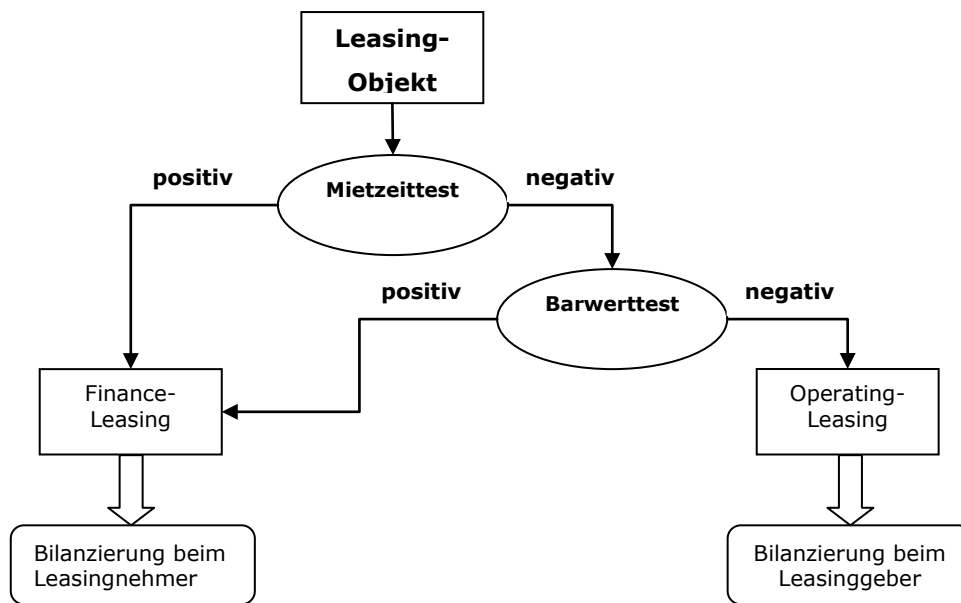 Leasing-
Objekt
positiv
Mietzeittest
negativ
positiv
Barwerttest
negativ
Finance-
Leasing
Operating-
Leasing
Bilanzierung beim
Leasingnehmer
Bilanzierung beim
Leasinggeber